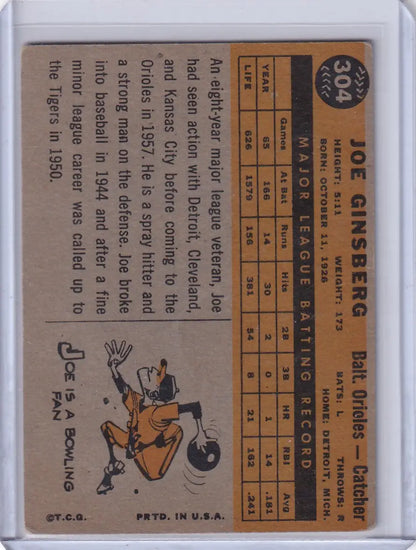 304
JOE GINSBERG Balt. Orioles — Catcher
HEIGHT: 5:11 WEIGHT: 173 BATS: L THROWS: R
BORN: OCTOBER 11, 1926 HOME: DETROIT, MICH.
MAJOR LEAGUE BATTING RECORD
Games At Bat Runs Hits 2B 3B HR RBI Avg
YEAR 65 166 14 30 2 0 1 14 .181
LIFE 626 1579 156 381 54 8 21 162 .241
An eight-year major league veteran, Joe
had seen action with Detroit, Cleveland,
and Kansas City before coming to the
Orioles in 1957. He is a spray hitter and
a strong man on the defense. Joe broke
into baseball in 1944 and after a fine
minor league career was called up to
the Tigers in 1950.
JOE IS A BOWLING
FAN
©T.C.G. PRTD. IN U.S.A.